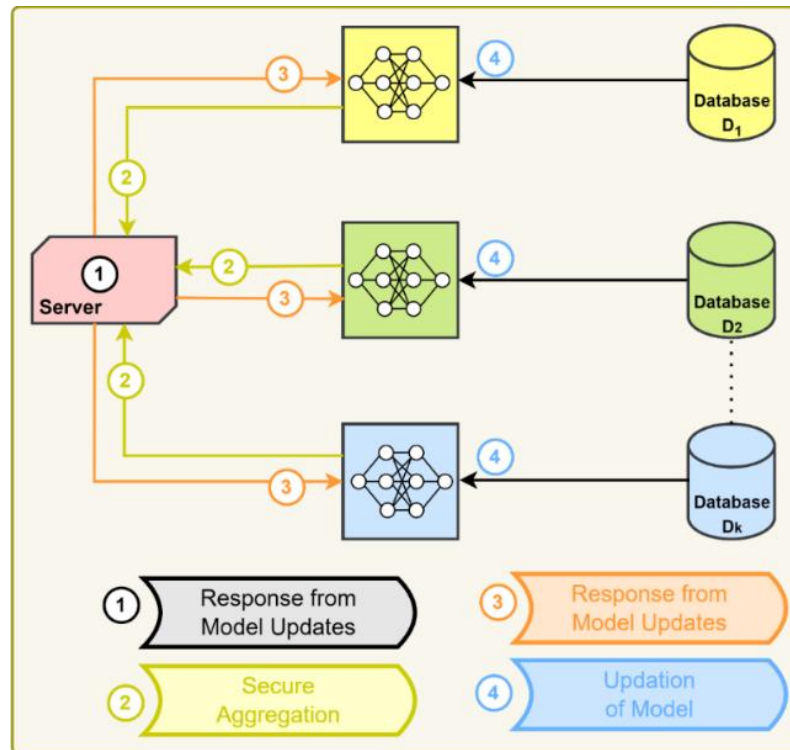 3
4
Database
D1
2
1
Server
2
3
4
Database
D2
2
3
4
Database
Dk
1
Response from
Model Updates
3
Response from
Model Updates
2
Secure
Aggregation
4
Updation
of Model